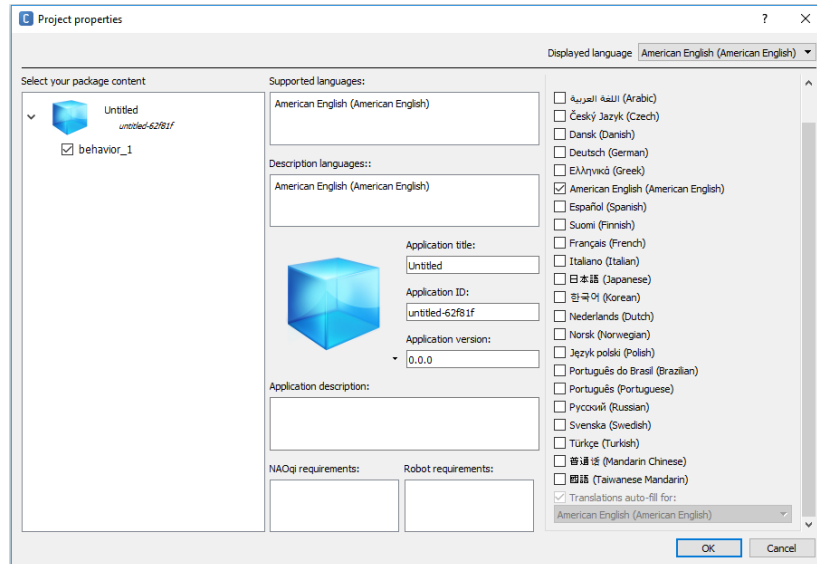 C Project properties
? X
Displayed language American English (American English)
Select your package content
Untitled
untitled-62f81f
behavior_1
Supported languages:
American English (American English)
Description languages::
American English (American English)
Application title:
Untitled
Application ID:
untitled-62f81f
Application version:
0.0.0
Application description:
NAOqi requirements:
Robot requirements:
اللغة العربية (Arabic)
Český Jazyk (Czech)
Dansk (Danish)
Deutsch (German)
Ελληνικά (Greek)
American English (American English)
Español (Spanish)
Suomi (Finnish)
Français (French)
Italiano (Italian)
日本語 (Japanese)
한국어 (Korean)
Nederlands (Dutch)
Norsk (Norwegian)
Język polski (Polish)
Português do Brasil (Brazilian)
Português (Portuguese)
Русский (Russian)
Svenska (Swedish)
Türkçe (Turkish)
普通话 (Mandarin Chinese)
國語 (Taiwanese Mandarin)
Translations auto-fill for:
American English (American English)
OK
Cancel